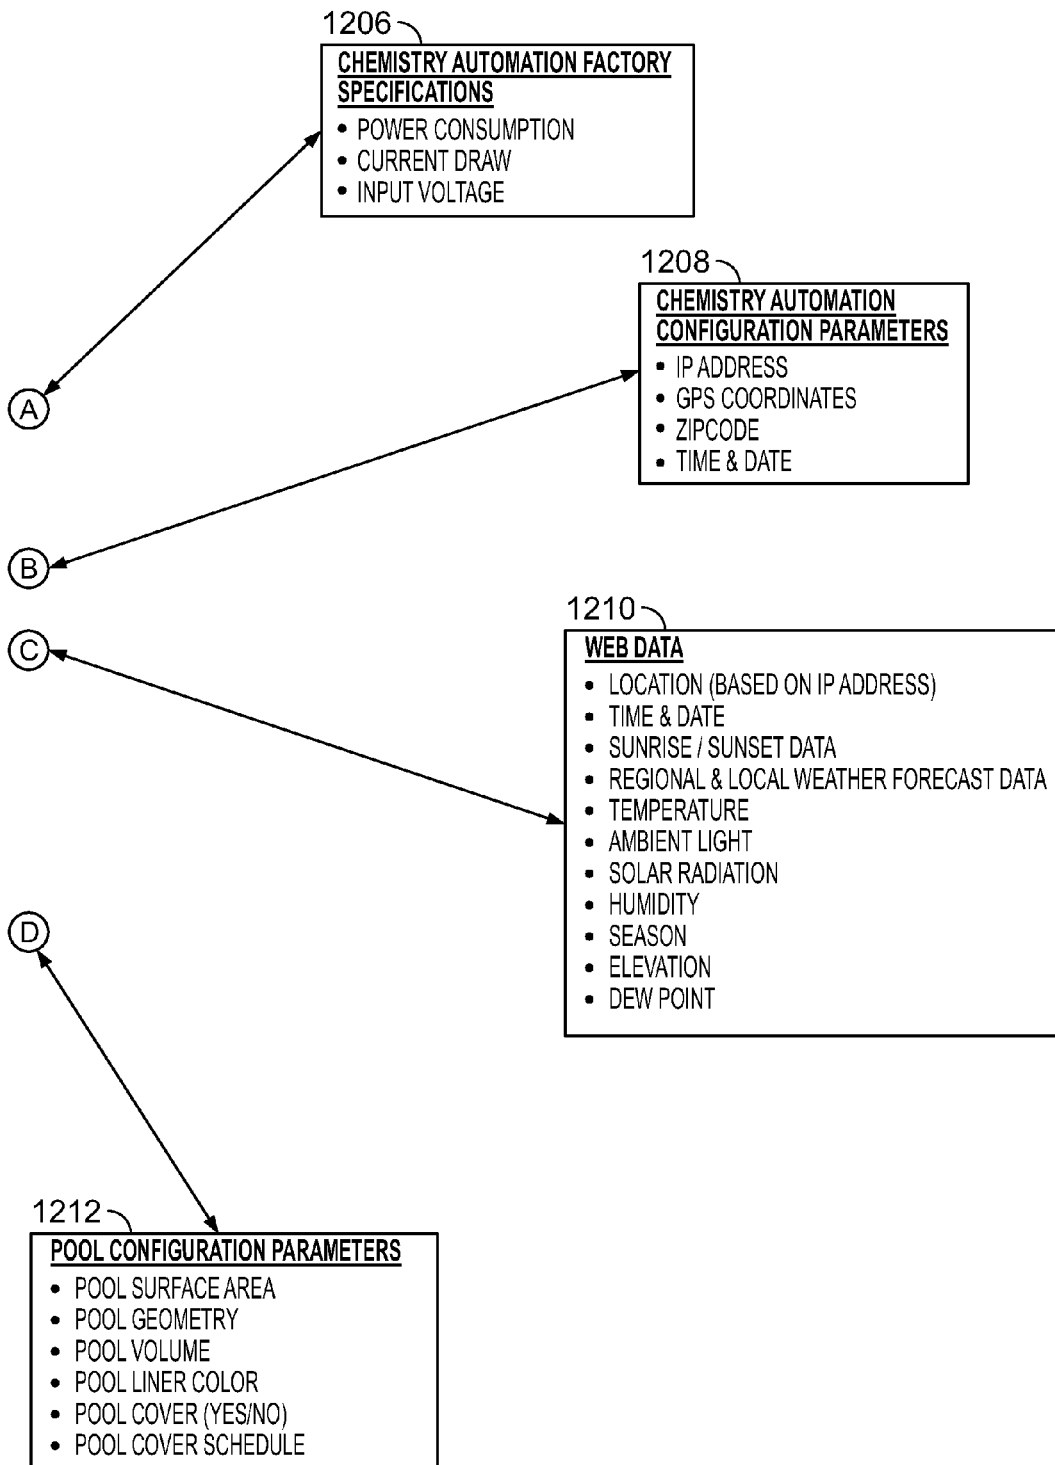 1206
CHEMISTRY AUTOMATION FACTORY
SPECIFICATIONS
• POWER CONSUMPTION
• CURRENT DRAW
• INPUT VOLTAGE
1208
CHEMISTRY AUTOMATION
CONFIGURATION PARAMETERS
• IP ADDRESS
• GPS COORDINATES
• ZIPCODE
• TIME & DATE
A
B
C
1210
WEB DATA
• LOCATION (BASED ON IP ADDRESS)
• TIME & DATE
• SUNRISE / SUNSET DATA
• REGIONAL & LOCAL WEATHER FORECAST DATA
• TEMPERATURE
• AMBIENT LIGHT
• SOLAR RADIATION
• HUMIDITY
• SEASON
• ELEVATION
• DEW POINT
D
1212
POOL CONFIGURATION PARAMETERS
• POOL SURFACE AREA
• POOL GEOMETRY
• POOL VOLUME
• POOL LINER COLOR
• POOL COVER (YES/NO)
• POOL COVER SCHEDULE